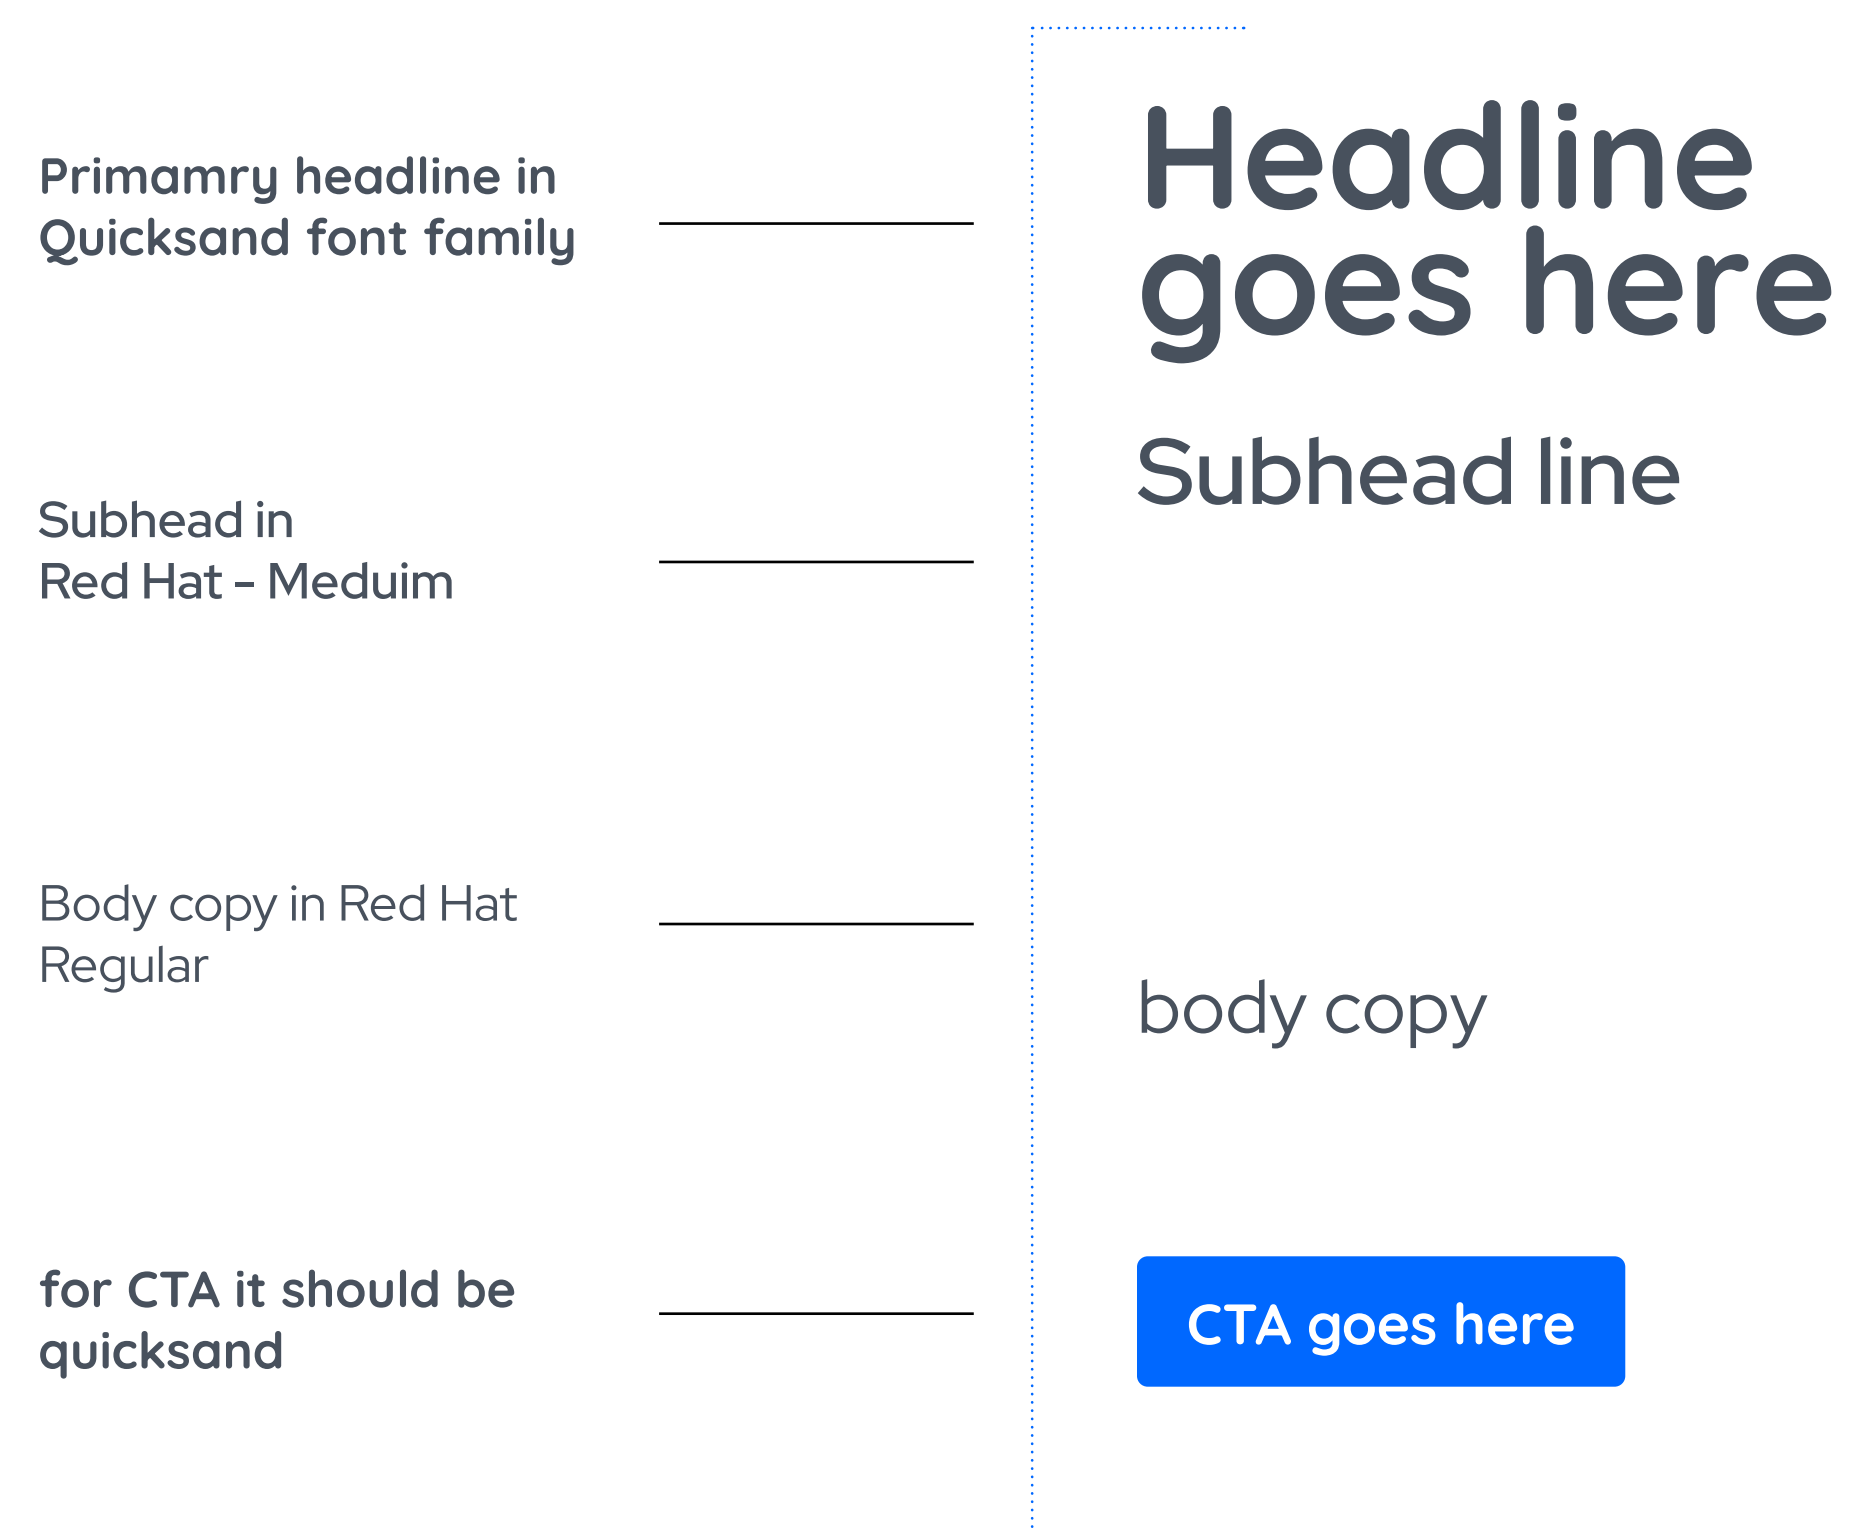 Primamry headline in
Quicksand font family
Headline
goes here
Subhead in
Red Hat - Meduim
Subhead line
Body copy in Red Hat
Regular
body copy
for CTA it should be
quicksand
CTA goes here